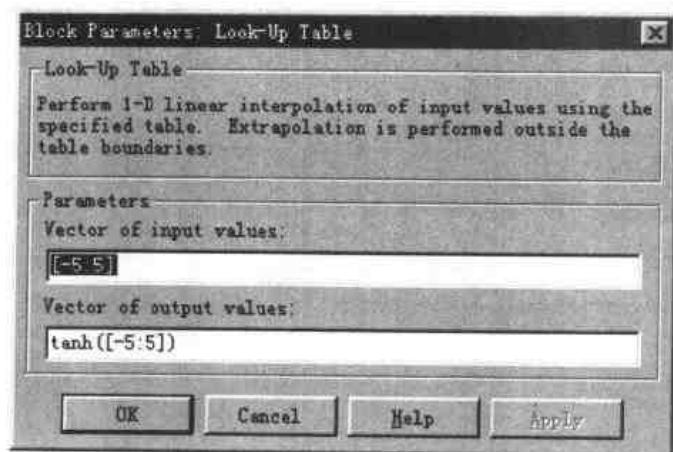 Block Parameters: Look-Up Table
Look-Up Table
Perform 1-D linear interpolation of input values using the
specified table. Extrapolation is performed outside the
table boundaries.
Parameters
Vector of input values:
[-5:5]
Vector of output values:
tanh([-5:5])
OK
Cancel
Help
Apply